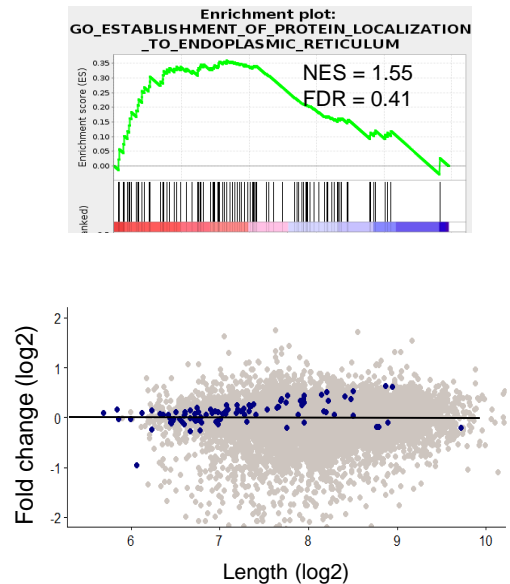 Enrichment plot:
GO_ESTABLISHMENT_OF_PROTEIN_LOCALIZATION
_TO_ENDOPLASMIC_RETICULUM
Enrichment score (ES)
0.35
0.30
0.25
0.20
0.15
0.10
0.05
0.00
NES = 1.55
FDR = 0.41
nked)
Fold change (log2)
2
1
0
-1
-2
6
7
8
9
10
Length (log2)